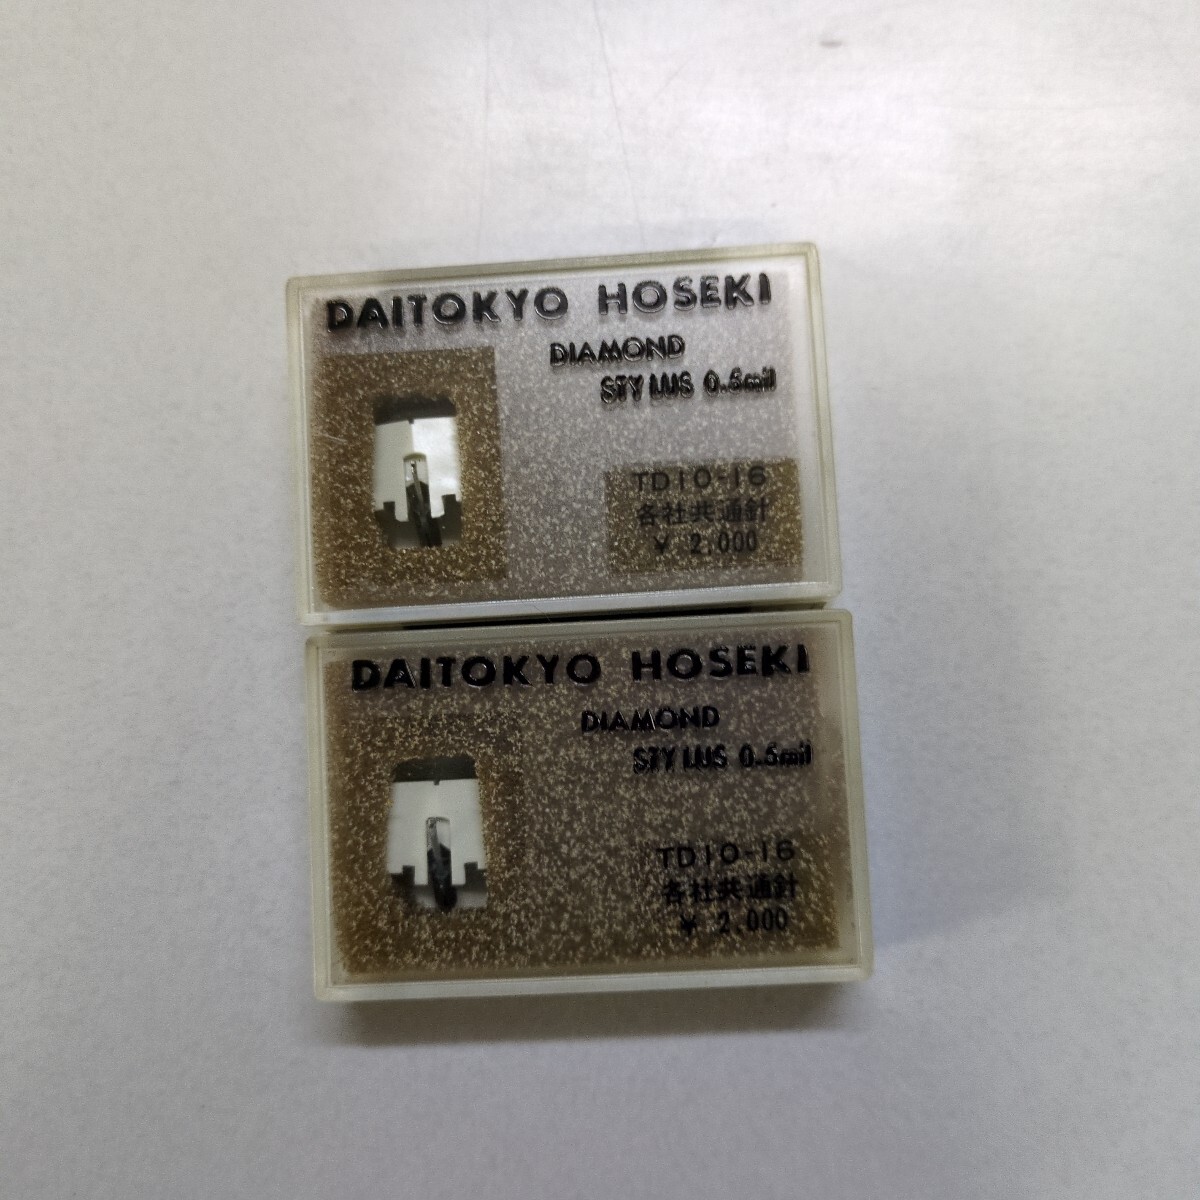 DAITOKYO HOSEKI
DIAMOND
STYLUS 0.5mil
TD10-16
各社共通針
¥ 2,000
DAITOKYO HOSEKI
DIAMOND
STYLUS 0.5mil
TD10-16
各社共通針
¥ 2,000